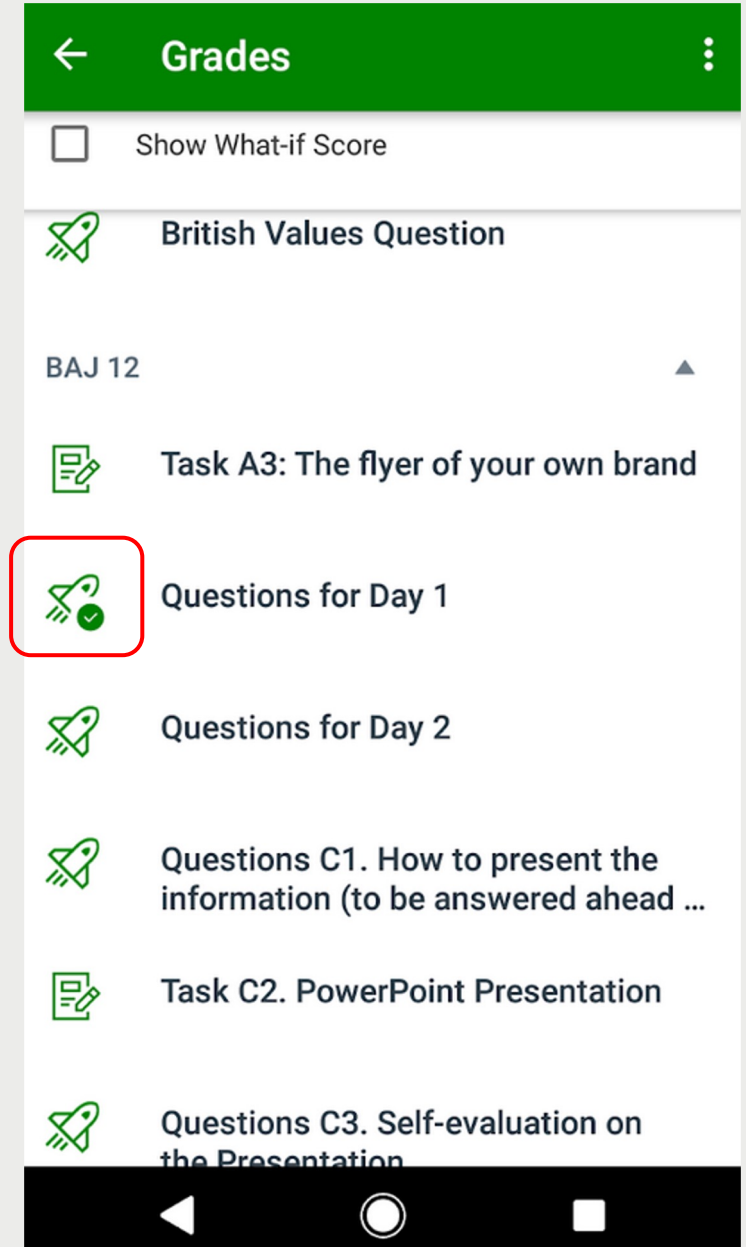 Grades
Show What-if Score
British Values Question
BAJ 12
Task A3: The flyer of your own brand
Questions for Day 1
Questions for Day 2
Questions C1. How to present the
information (to be answered ahead ...
Task C2. PowerPoint Presentation
Questions C3. Self-evaluation on
the Presentation